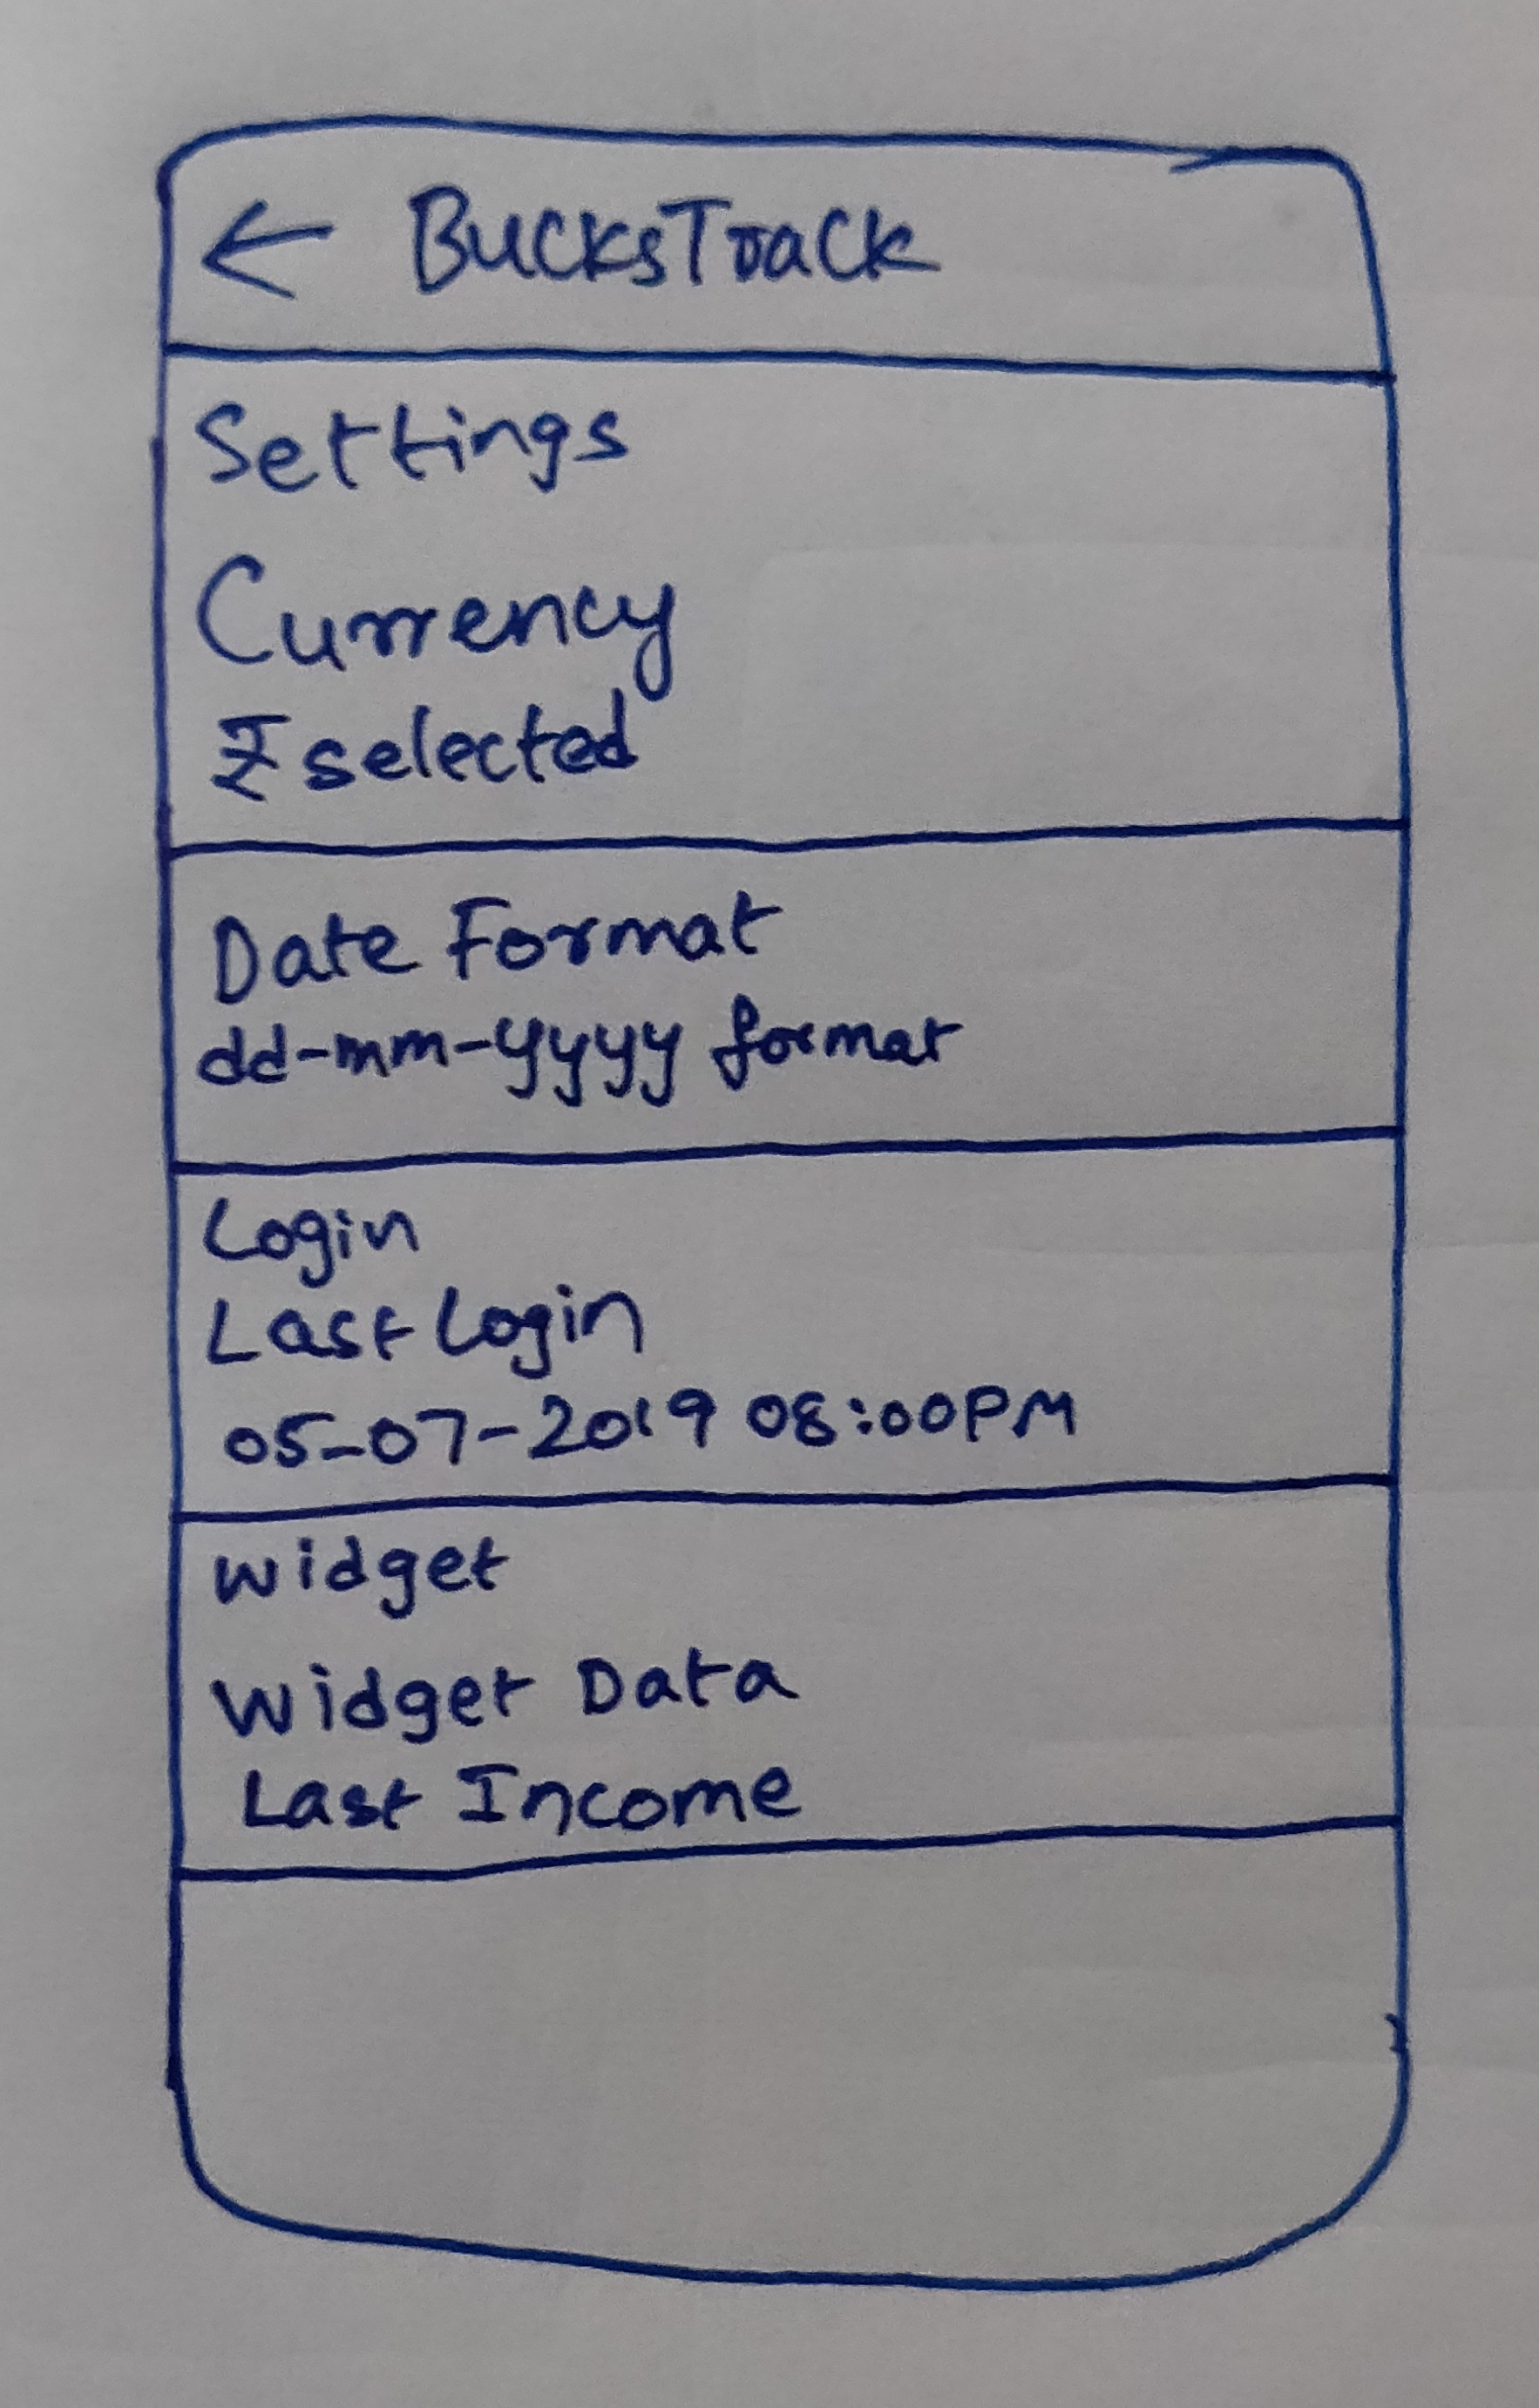 ← BucksTrack
Settings
Currency
₹ selected
Date Format
dd-mm-yyyy format
Login
Last Login
05-07-2019 08:00PM
widget
Widget Data
Last Income